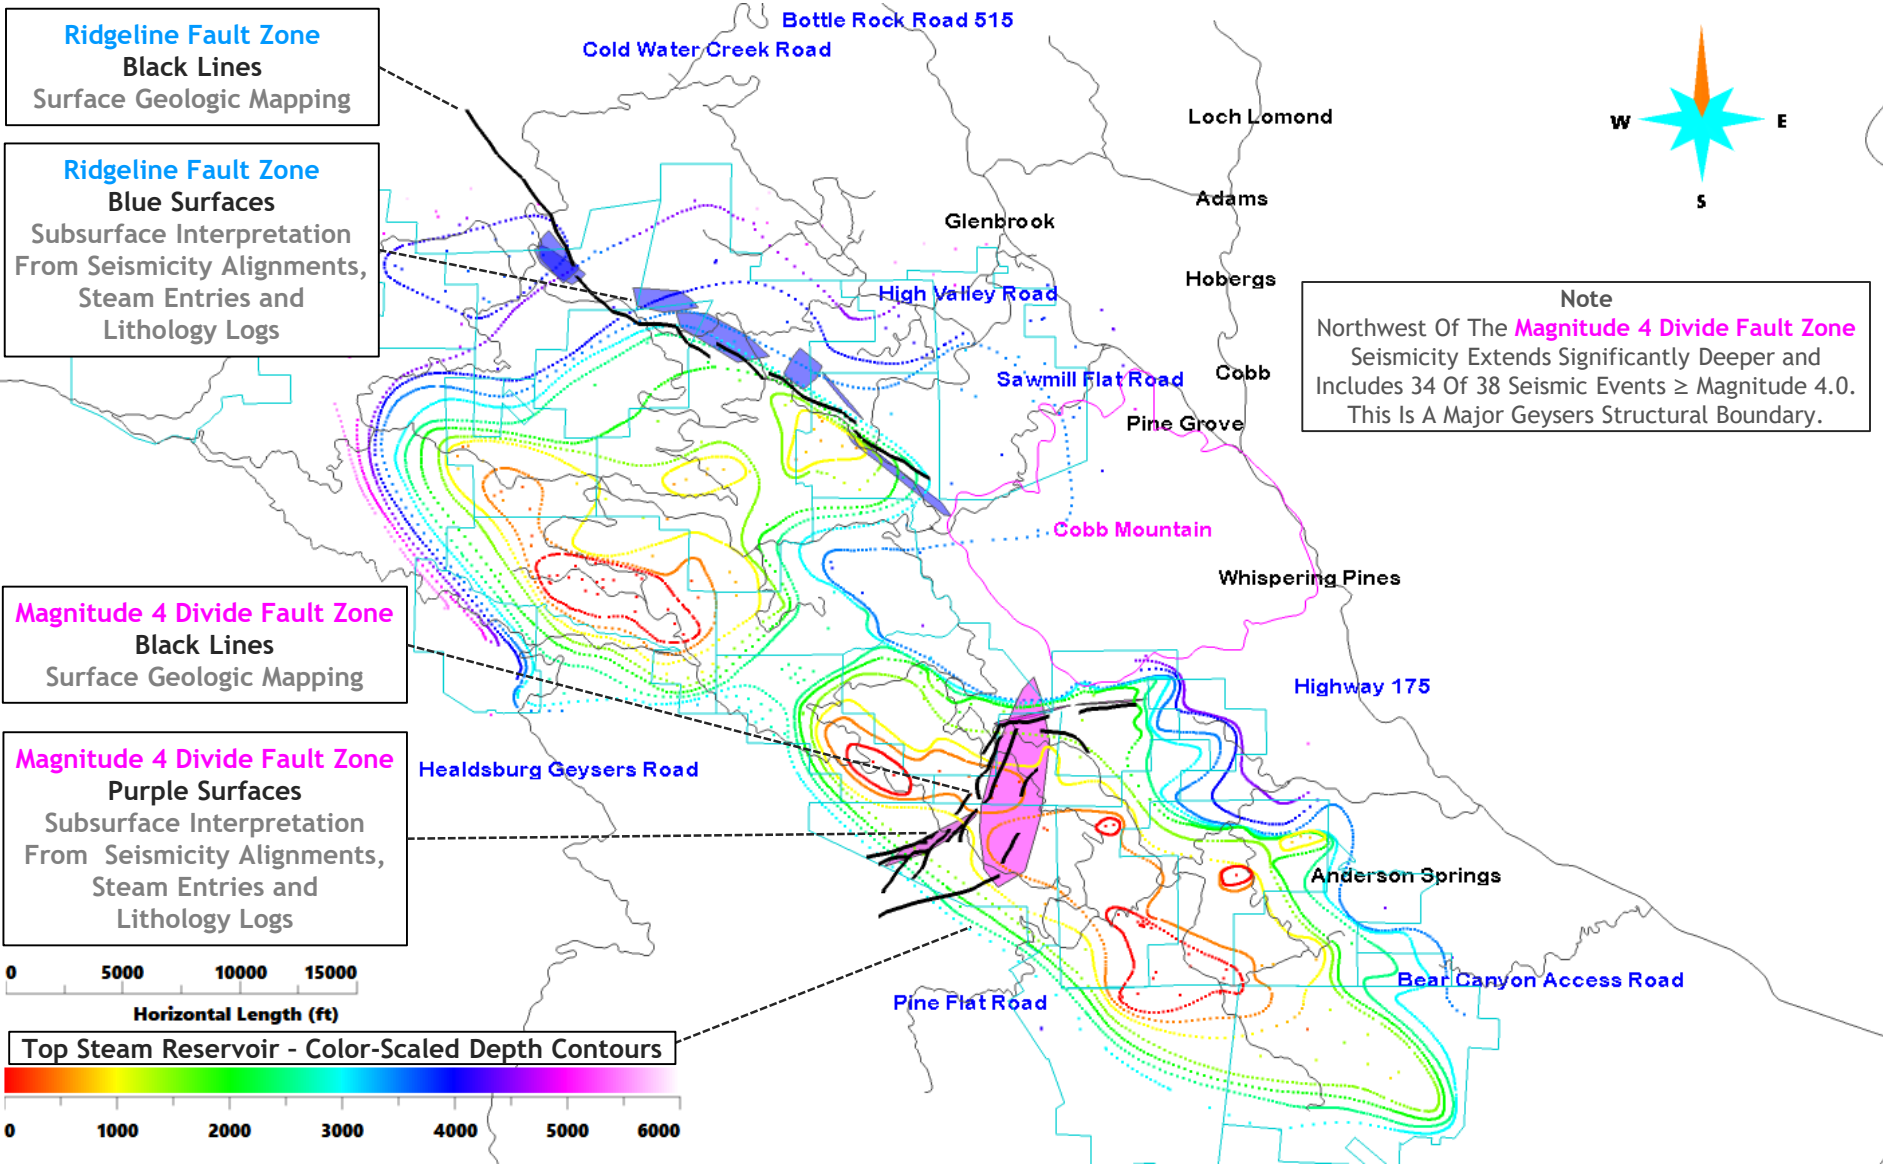 Ridgeline Fault Zone
Black Lines
Surface Geologic Mapping
Ridgeline Fault Zone
Blue Surfaces
Subsurface Interpretation
From Seismicity Alignments,
Steam Entries and
Lithology Logs
Bottle Rock Road 515
Cold Water Creek Road
Loch Lomond
Adams
Glenbrook
Hobergs
High Valley Road
Cobb
Sawmill Flat Road
Pine Grove
Cobb Mountain
Whispering Pines
Highway 175
W
E
S
Note
Northwest Of The Magnitude 4 Divide Fault Zone
Seismicity Extends Significantly Deeper and
Includes 34 Of 38 Seismic Events ≥ Magnitude 4.0.
This Is A Major Geysers Structural Boundary.
Magnitude 4 Divide Fault Zone
Black Lines
Surface Geologic Mapping
Magnitude 4 Divide Fault Zone
Purple Surfaces
Subsurface Interpretation
From Seismicity Alignments,
Steam Entries and
Lithology Logs
Healdsburg Geysers Road
Anderson Springs
Bear Canyon Access Road
Pine Flat Road
0 5000 10000 15000
Horizontal Length (ft)
Top Steam Reservoir – Color-Scaled Depth Contours
0 1000 2000 3000 4000 5000 6000